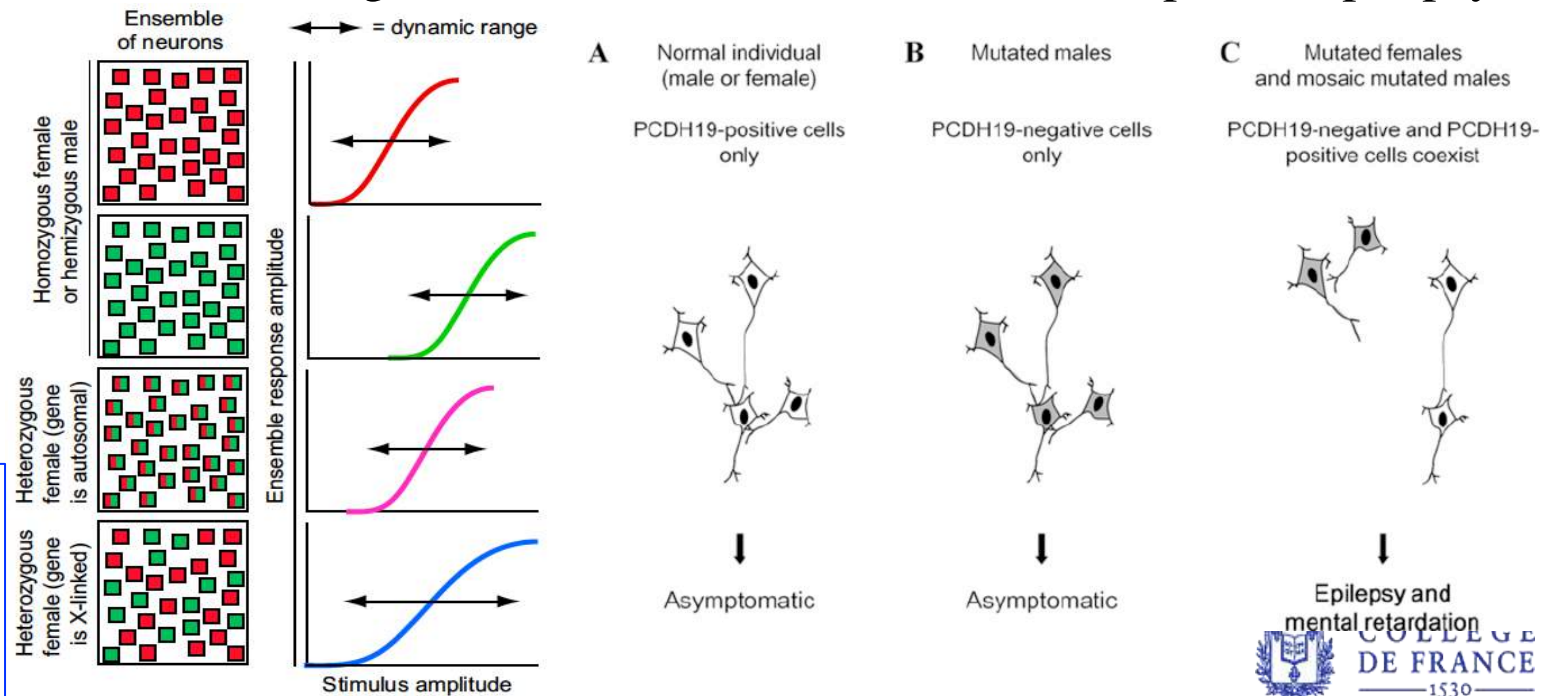 Ensemble
of neurons
= dynamic range
Homozygous female
or hemizygous male
Heterozygous
female (gene
is autosomal)
Heterozygous
female (gene
is X-linked)
Ensemble response amplitude
Stimulus amplitude
A
Normal individual
(male or female)
PCDH19-positive cells
only
Asymptomatic
B
Mutated males
PCDH19-negative cells
only
Asymptomatic
C
Mutated females
and mosaic mutated males
PCDH19-negative and PCDH19-
positive cells coexist
Epilepsy and
mental retardation
COLLEGE
DE FRANCE
1530